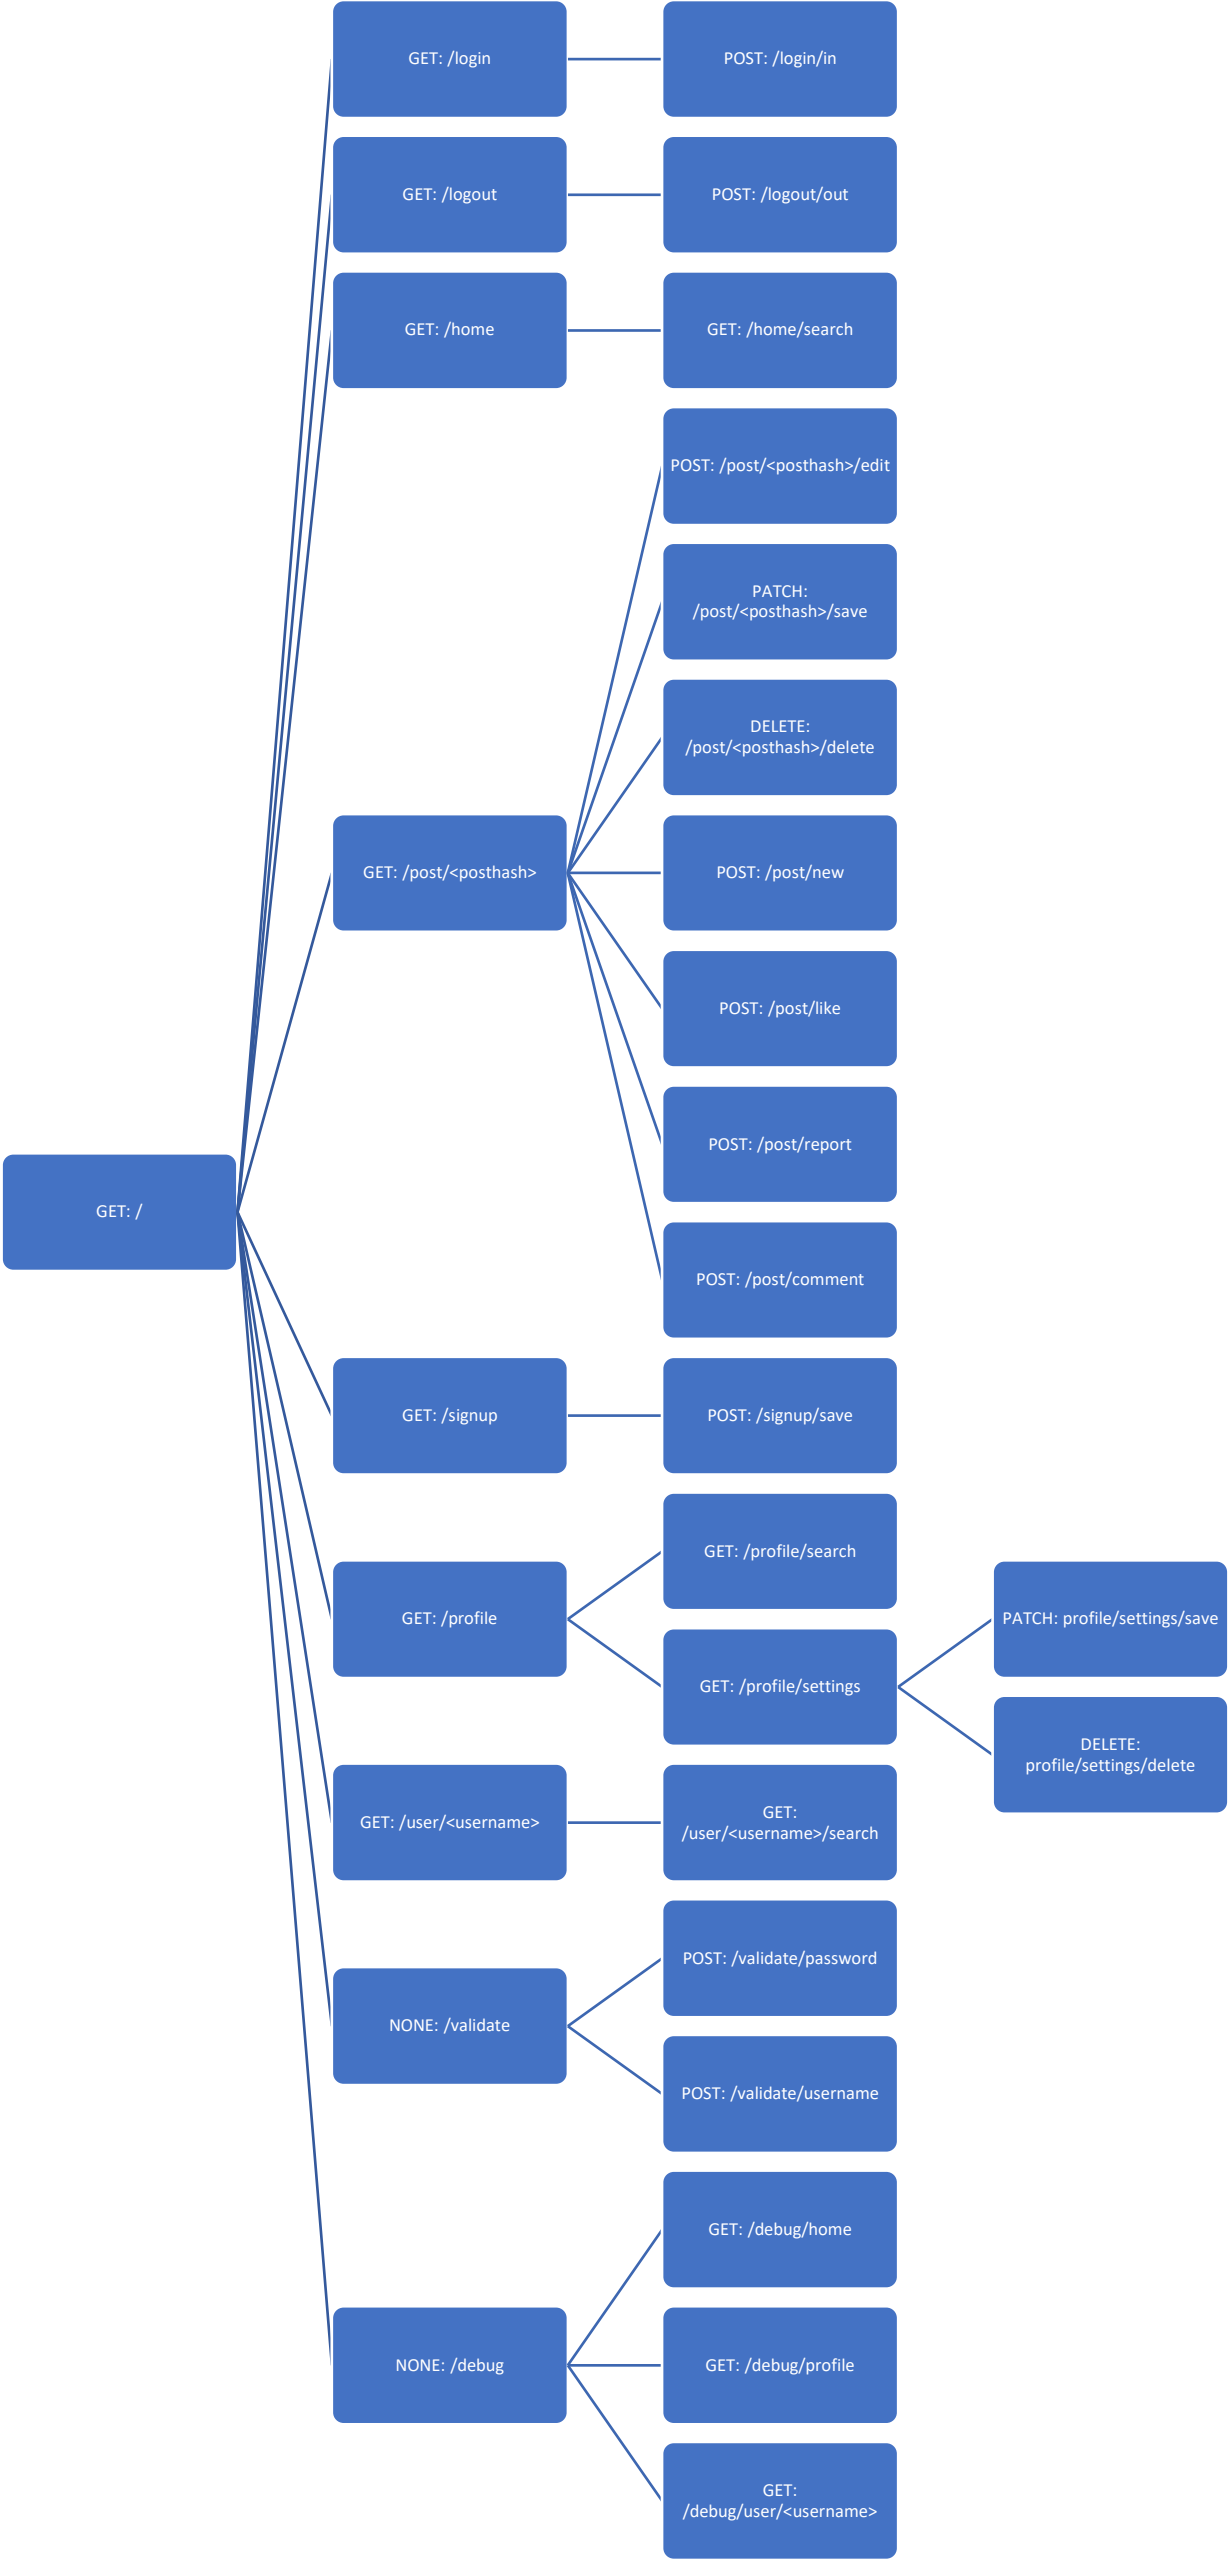 GET: /login
POST: /login/in
GET: /logout
POST: /logout/out
GET: /home
GET: /home/search
POST: /post/<posthash>/edit
PATCH:
/post/<posthash>/save
DELETE:
/post/<posthash>/delete
GET: /post/<posthash>
POST: /post/new
POST: /post/like
POST: /post/report
GET: /
POST: /post/comment
GET: /signup
POST: /signup/save
GET: /profile/search
GET: /profile
PATCH: profile/settings/save
GET: /profile/settings
DELETE:
profile/settings/delete
GET: /user/<username>
GET:
/user/<username>/search
POST: /validate/password
NONE: /validate
POST: /validate/username
GET: /debug/home
NONE: /debug
GET: /debug/profile
GET:
/debug/user/<username>